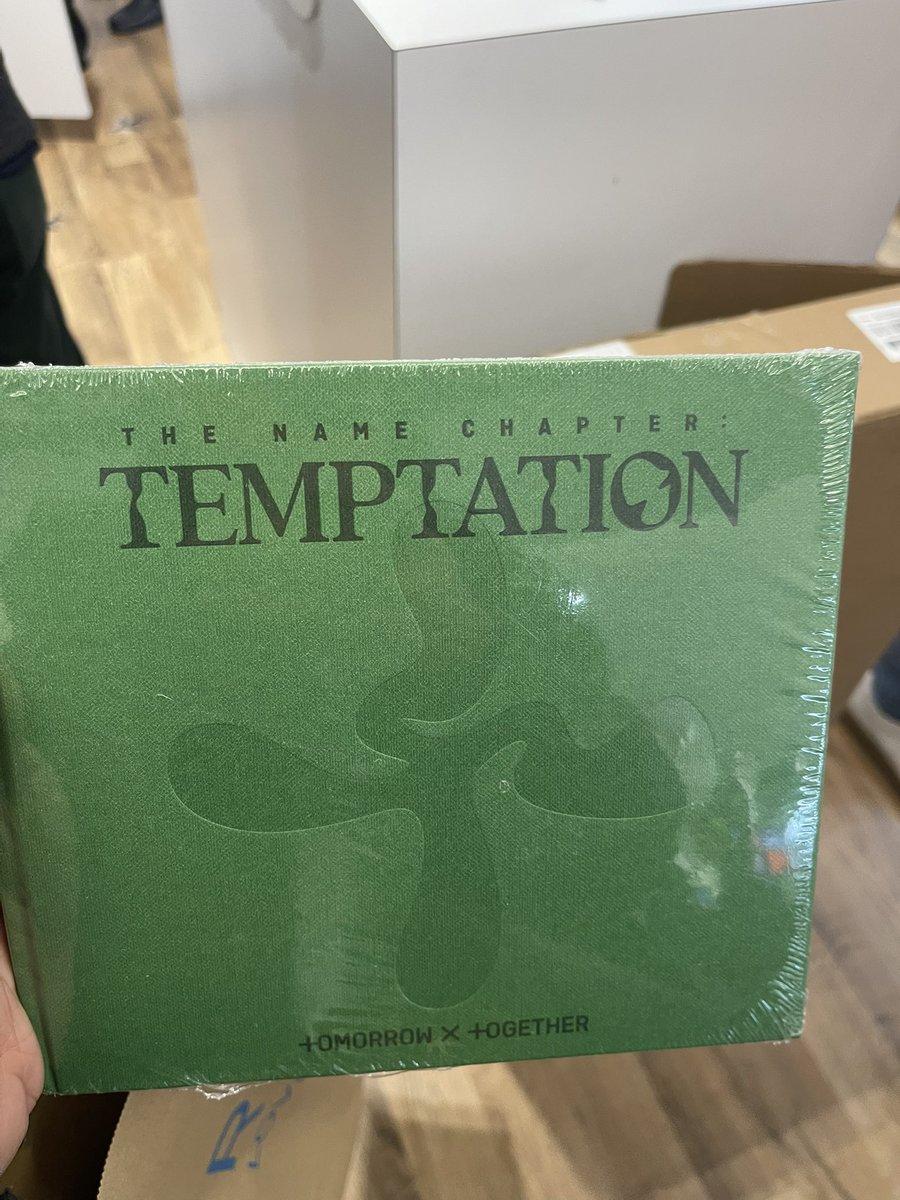 THE NAME CHAPTER:
TEMPTATION
TOMORROW X TOGETHER